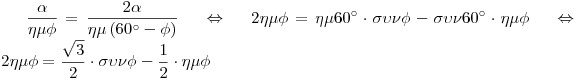 α/ημφ = 2α/ημ(60° − φ) ⇔ 2ημφ = ημ60° · συνφ − συν60° · ημφ ⇔
2ημφ = √3/2 · συνφ − 1/2 · ημφ